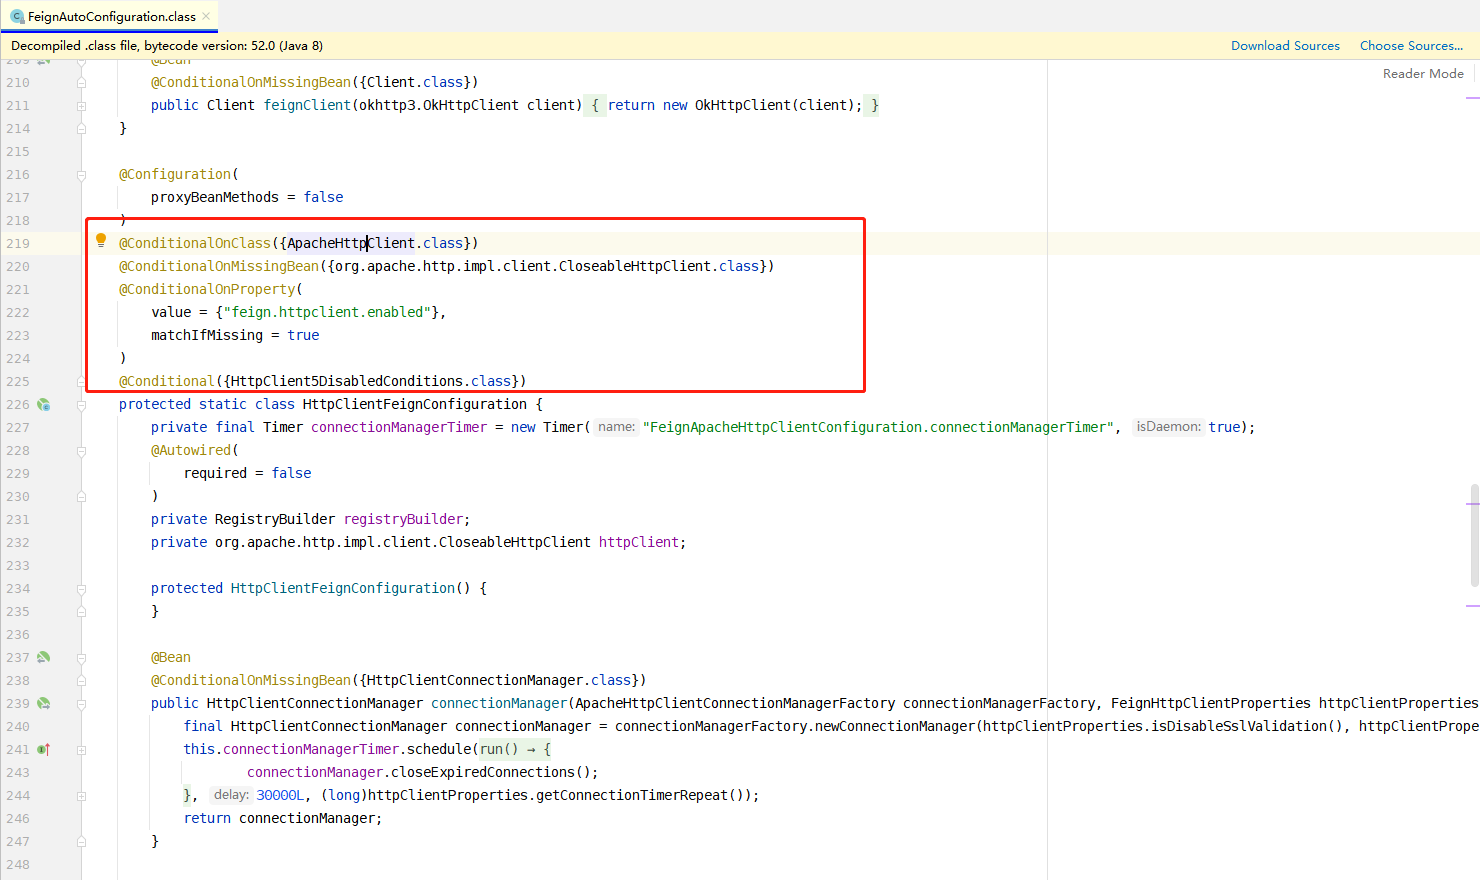 FeignAutoConfiguration.class
Decompiled .class file, bytecode version: 52.0 (Java 8)
Download Sources
Choose Sources...
Reader Mode
209 @Bean
210 @ConditionalOnMissingBean({Client.class})
211 public Client feignClient(okhttp3.OkHttpClient client) { return new OkHttpClient(client); }
214 }
215
216 @Configuration(
217 proxyBeanMethods = false
218 )
219 @ConditionalOnClass({ApacheHttpClient.class})
220 @ConditionalOnMissingBean({org.apache.http.impl.client.CloseableHttpClient.class})
221 @ConditionalOnProperty(
222 value = {"feign.httpclient.enabled"},
223 matchIfMissing = true
224 )
225 @Conditional({HttpClient5DisabledConditions.class})
226 protected static class HttpClientFeignConfiguration {
227 private final Timer connectionManagerTimer = new Timer( name: "FeignApacheHttpClientConfiguration.connectionManagerTimer", isDaemon: true);
228 @Autowired(
229 required = false
230 )
231 private RegistryBuilder registryBuilder;
232 private org.apache.http.impl.client.CloseableHttpClient httpClient;
233
234 protected HttpClientFeignConfiguration() {
235 }
236
237 @Bean
238 @ConditionalOnMissingBean({HttpClientConnectionManager.class})
239 public HttpClientConnectionManager connectionManager(ApacheHttpClientConnectionManagerFactory connectionManagerFactory, FeignHttpClientProperties httpClientProperties
240 final HttpClientConnectionManager connectionManager = connectionManagerFactory.newConnectionManager(httpClientProperties.isDisableSslValidation(), httpClientPrope
241 this.connectionManagerTimer.schedule(run() → {
243 connectionManager.closeExpiredConnections();
244 }, delay: 30000L, (long)httpClientProperties.getConnectionTimerRepeat());
246 return connectionManager;
247 }
248